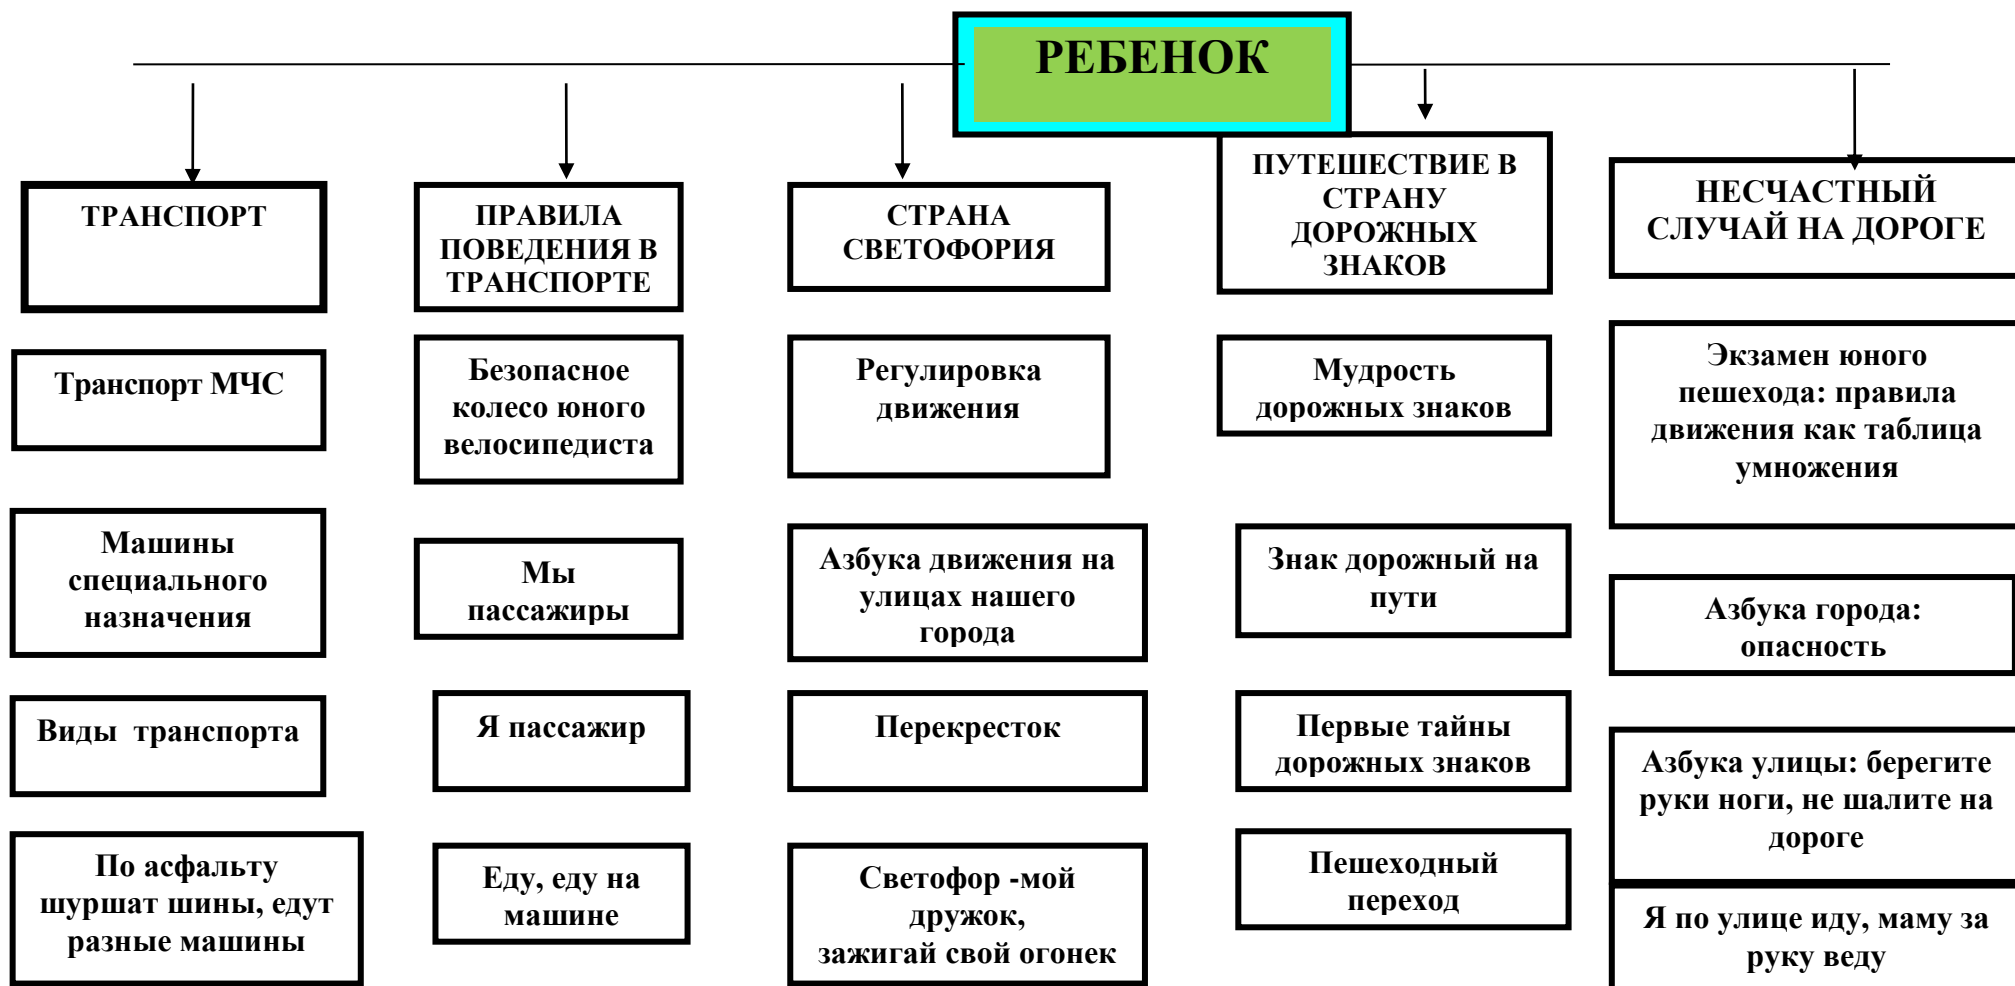 РЕБЕНОК
ТРАНСПОРТ
ПРАВИЛА
ПОВЕДЕНИЯ В
ТРАНСПОРТЕ
СТРАНА
СВЕТОФОРИЯ
ПУТЕШЕСТВИЕ В
СТРАНУ
ДОРОЖНЫХ
ЗНАКОВ
НЕСЧАСТНЫЙ
СЛУЧАЙ НА ДОРОГЕ
Транспорт МЧС
Безопасное
колесо юного
велосипедиста
Регулировка
движения
Мудрость
дорожных знаков
Экзамен юного
пешехода: правила
движения как таблица
умножения
Машины
специального
назначения
Мы
пассажиры
Азбука движения на
улицах нашего
города
Знак дорожный на
пути
Азбука города:
опасность
Виды транспорта
Я пассажир
Перекресток
Первые тайны
дорожных знаков
Азбука улицы: берегите
руки ноги, не шалите на
дороге
По асфальту
шуршат шины, едут
разные машины
Еду, еду на
машине
Светофор -мой
дружок,
зажигай свой огонек
Пешеходный
переход
Я по улице иду, маму за
руку веду